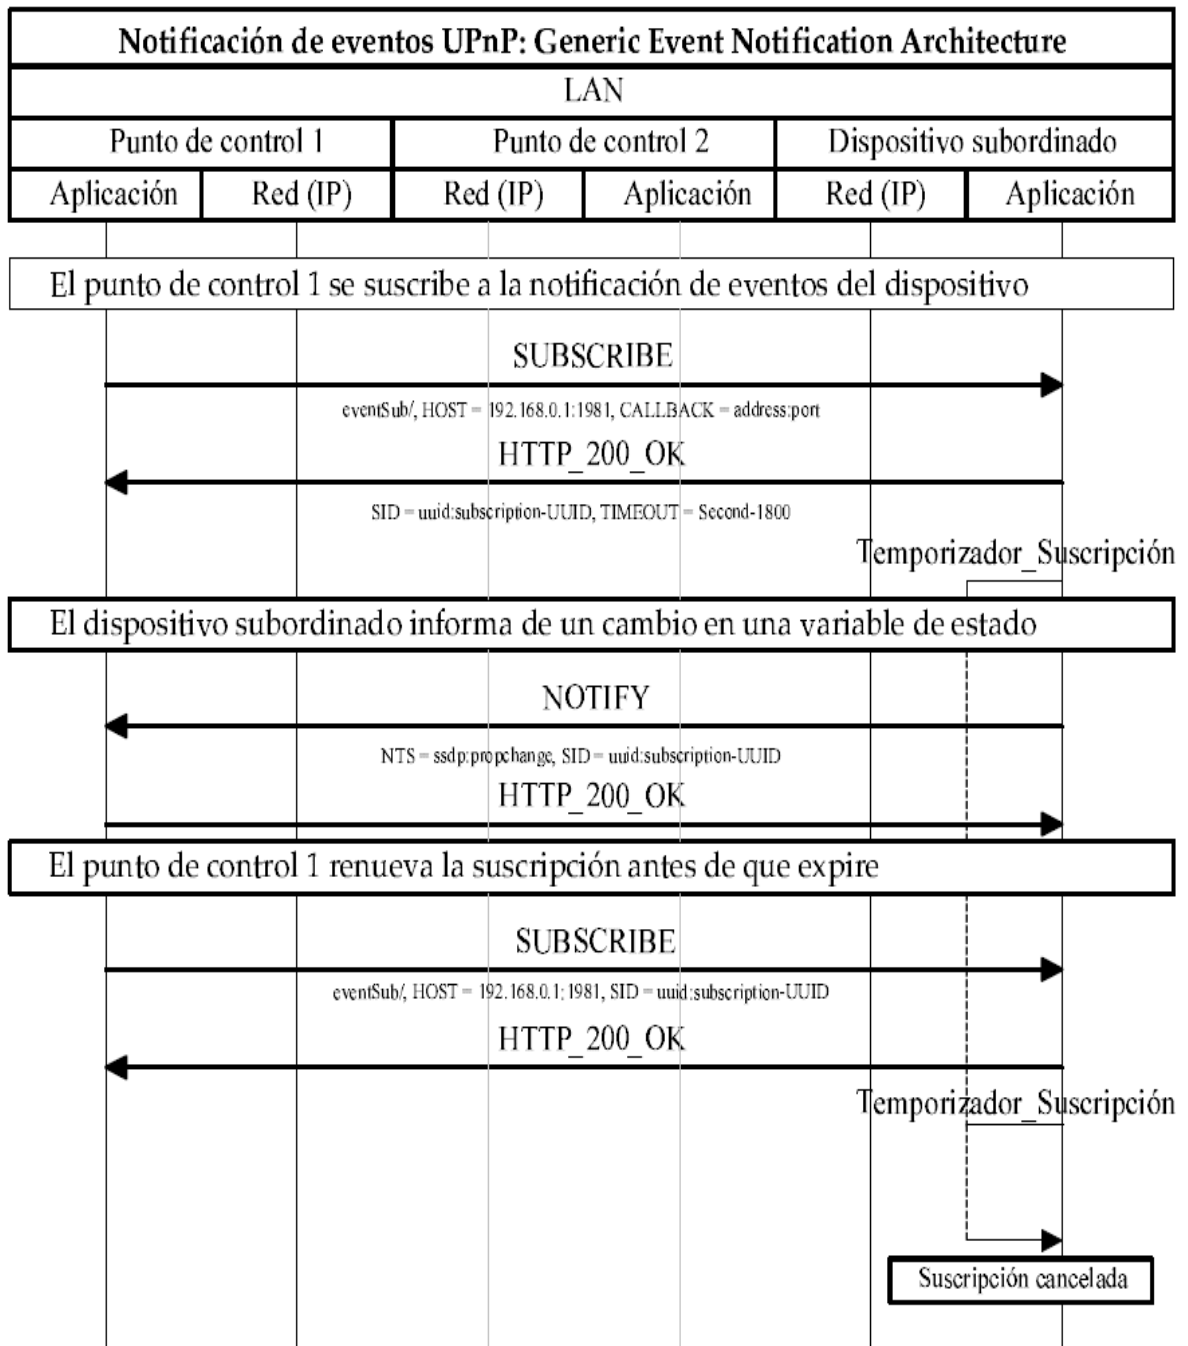 Notificación de eventos UPnP: Generic Event Notification Architecture
LAN
Punto de control 1 Punto de control 2 Dispositivo subordinado
Aplicación Red (IP) Red (IP) Aplicación Red (IP) Aplicación
El punto de control 1 se suscribe a la notificación de eventos del dispositivo
SUBSCRIBE
eventSub/, HOST = 192.168.0.1:1981, CALLBACK = address:port
HTTP_200_OK
SID = uuid:subscription-UUID, TIMEOUT = Second-1800
Temporizador_Suscripción
El dispositivo subordinado informa de un cambio en una variable de estado
NOTIFY
NTS = ssdp:propchange, SID = uuid:subscription-UUID
HTTP_200_OK
El punto de control 1 renueva la suscripción antes de que expire
SUBSCRIBE
eventSub/, HOST = 192.168.0.1:1981, SID = uuid:subscription-UUID
HTTP_200_OK
Temporizador_Suscripción
Suscripción cancelada